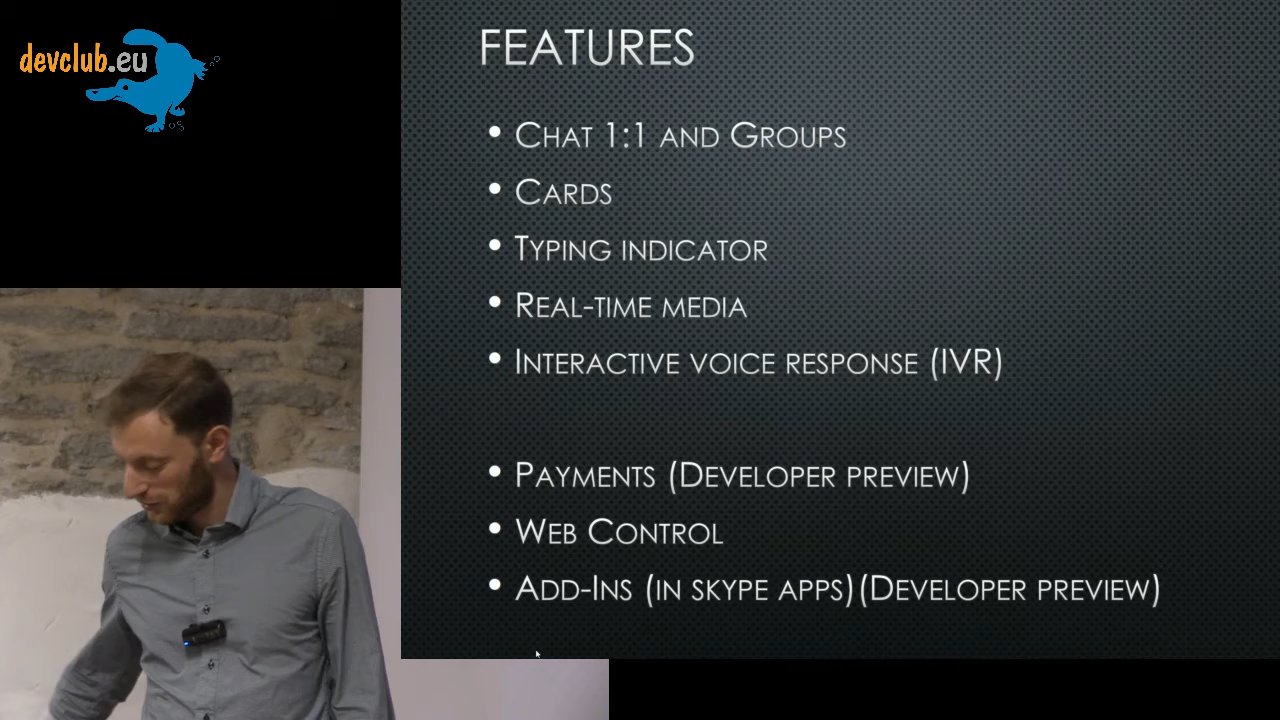 devclub.eu
FEATURES
• CHAT 1:1 AND GROUPS
• CARDS
• TYPING INDICATOR
• REAL-TIME MEDIA
• INTERACTIVE VOICE RESPONSE (IVR)
• PAYMENTS (DEVELOPER PREVIEW)
• WEB CONTROL
• ADD-INS (IN SKYPE APPS)(DEVELOPER PREVIEW)